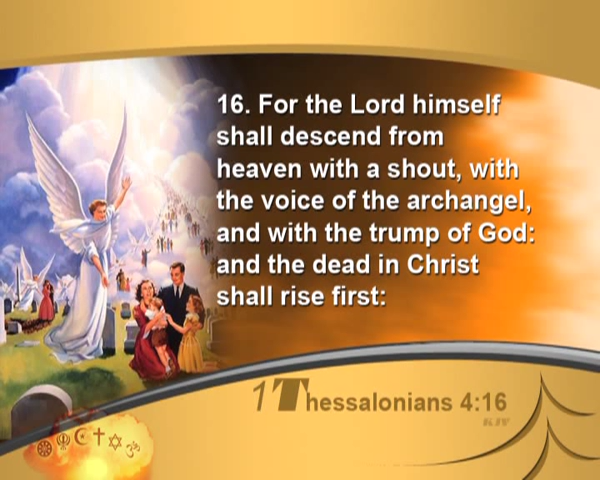 16. For the Lord himself
shall descend from
heaven with a shout, with
the voice of the archangel,
and with the trump of God:
and the dead in Christ
shall rise first:
1Thessalonians 4:16
KJV